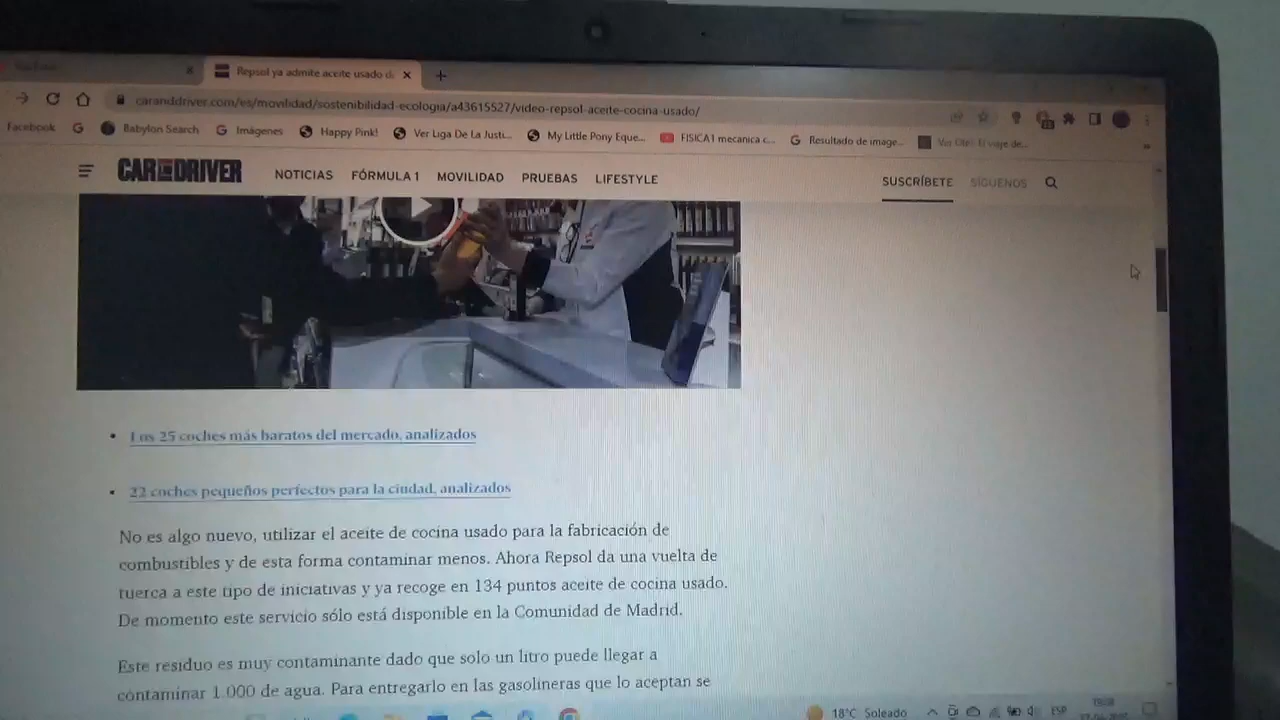 Repsol ya admite aceite usado d
caranddriver.com/es/movilidad/sostenibilidad-ecologia/a43615527/video-repsol-aceite-cocina-usado/
Facebook
Babylon Search
Imágenes
Happy Pink!
Ver Liga De La Justi...
My Little Pony Eque...
FISICA1 mecanica c...
Resultado de image...
CAR AND DRIVER
NOTICIAS FÓRMULA 1 MOVILIDAD PRUEBAS LIFESTYLE
SUSCRÍBETE SÍGUENOS
Los 25 coches más baratos del mercado, analizados
22 coches pequeños perfectos para la ciudad, analizados
No es algo nuevo, utilizar el aceite de cocina usado para la fabricación de
combustibles y de esta forma contaminar menos. Ahora Repsol da una vuelta de
tuerca a este tipo de iniciativas y ya recoge en 134 puntos aceite de cocina usado.
De momento este servicio sólo está disponible en la Comunidad de Madrid.
Este residuo es muy contaminante dado que solo un litro puede llegar a
contaminar 1.000 de agua. Para entregarlo en las gasolineras que lo aceptan se
18°C Soleado
ESP